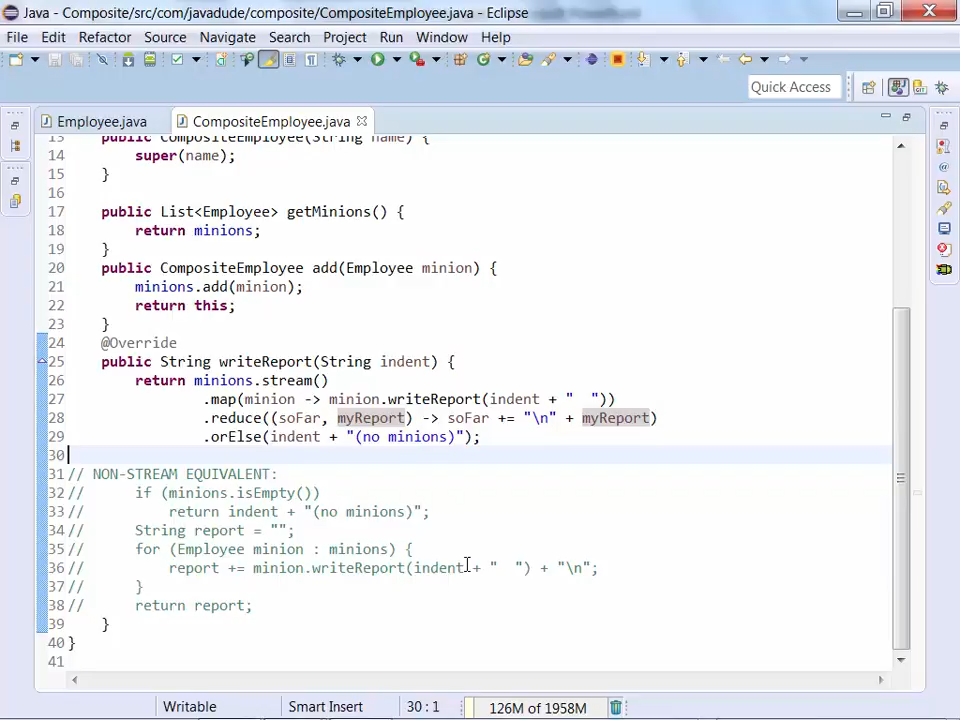 Java - Composite/src/com/javadude/composite/CompositeEmployee.java - Eclipse
File Edit Refactor Source Navigate Search Project Run Window Help
Quick Access
Employee.java CompositeEmployee.java
13 public CompositeEmployee(String name) {
14 super(name);
15 }
16
17 public List<Employee> getMinions() {
18 return minions;
19 }
20 public CompositeEmployee add(Employee minion) {
21 minions.add(minion);
22 return this;
23 }
24 @Override
25 public String writeReport(String indent) {
26 return minions.stream()
27 .map(minion -> minion.writeReport(indent + "  "))
28 .reduce((soFar, myReport) -> soFar += "\n" + myReport)
29 .orElse(indent + "(no minions)");
30
31 // NON-STREAM EQUIVALENT:
32 // if (minions.isEmpty())
33 // return indent + "(no minions)";
34 // String report = "";
35 // for (Employee minion : minions) {
36 // report += minion.writeReport(indent + "  ") + "\n";
37 // }
38 // return report;
39 }
40 }
41
Writable Smart Insert 30 : 1 126M of 1958M